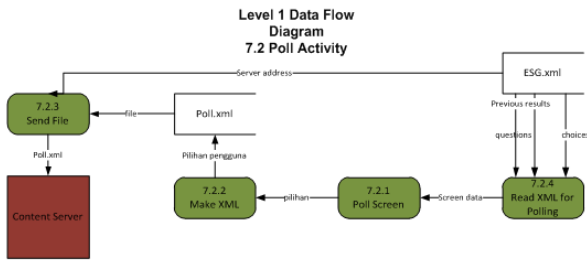 Level 1 Data Flow
Diagram
7.2 Poll Activity
Server address
ESG.xml
7.2.3
Send File
file
Poll.xml
Previous results
questions
choices
Poll.xml
Pilihan pengguna
Content Server
7.2.2
Make XML
pilihan
7.2.1
Poll Screen
Screen data
7.2.4
Read XML for
Polling